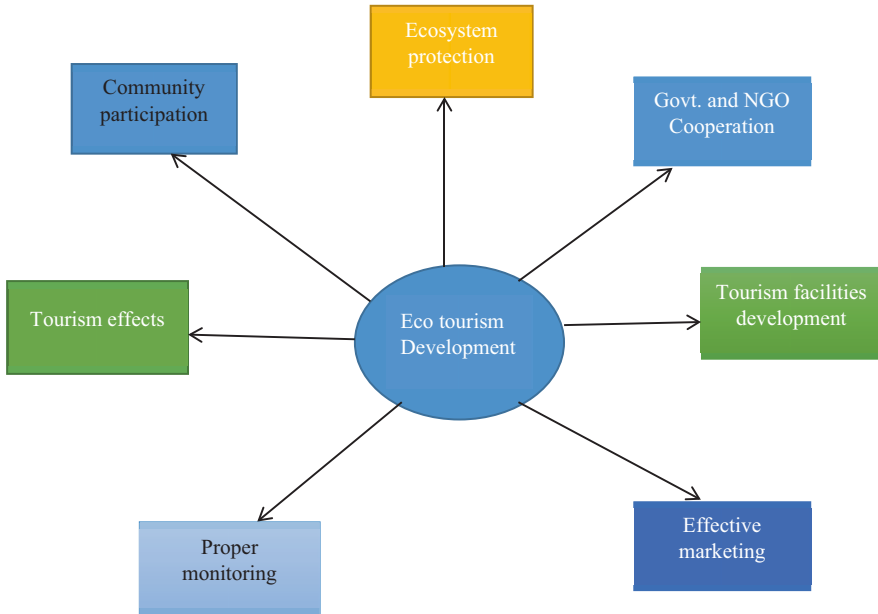 Ecosystem
protection
Community
participation
Govt. and NGO
Cooperation
Tourism effects
Eco tourism
Development
Tourism facilities
development
Proper
monitoring
Effective
marketing